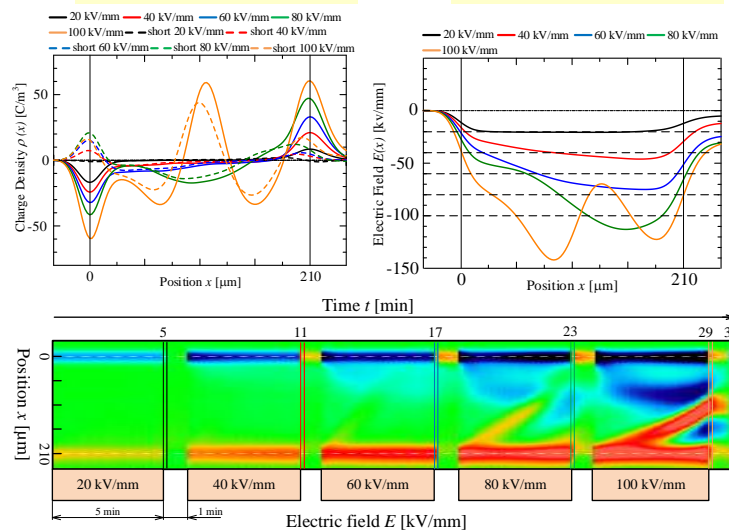 20 kV/mm 40 kV/mm 60 kV/mm 80 kV/mm
100 kV/mm short 20 kV/mm short 40 kV/mm
short 60 kV/mm short 80 kV/mm short 100 kV/mm
Charge Density ρ (x) [C/m³]
50
0
-50
0
210
Position x [μm]
20 kV/mm 40 kV/mm 60 kV/mm 80 kV/mm
100 kV/mm
Electric Field E(x) [kv/mm]
0
-50
-100
-150
0
210
Position x [μm]
Time t [min]
5 11 17 23 29 3
Position x [μm]
0
210
20 kV/mm 40 kV/mm 60 kV/mm 80 kV/mm 100 kV/mm
5 min 1 min
Electric field E [kV/mm]